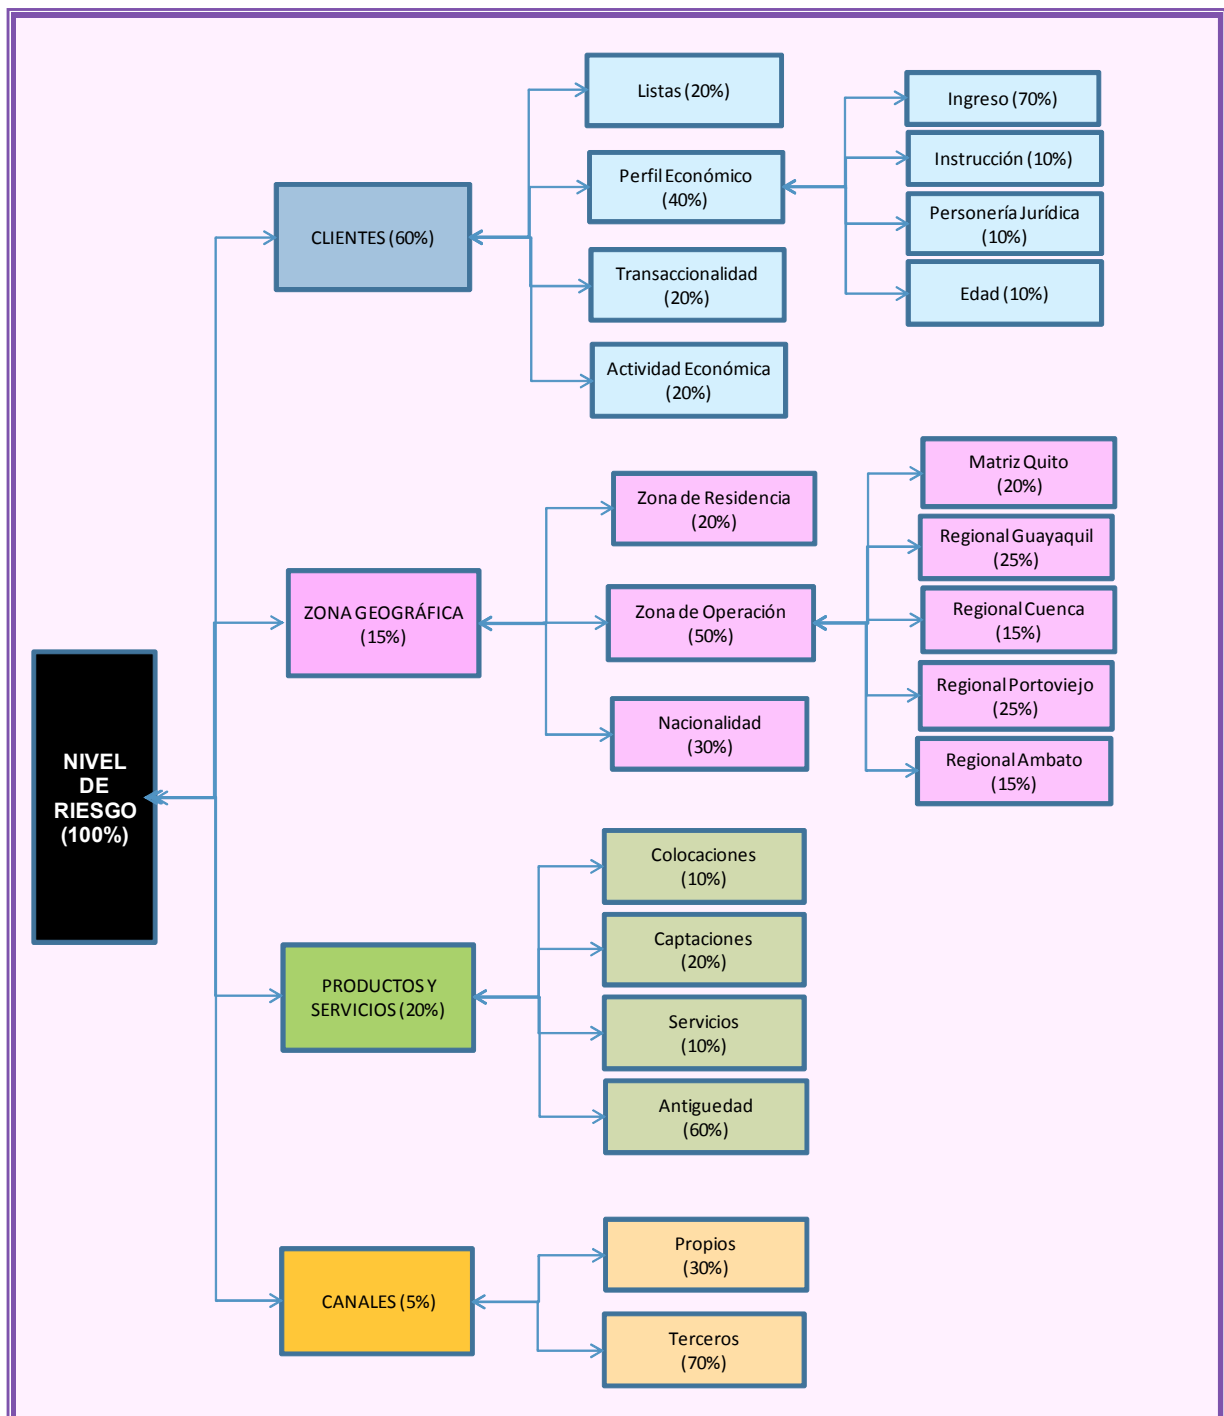 NIVEL
DE
RIESGO
(100%)
CLIENTES (60%)
Listas (20%)
Perfil Económico
(40%)
Transaccionalidad
(20%)
Actividad Económica
(20%)
Ingreso (70%)
Instrucción (10%)
Personería Jurídica
(10%)
Edad (10%)
ZONA GEOGRÁFICA
(15%)
Zona de Residencia
(20%)
Zona de Operación
(50%)
Nacionalidad
(30%)
Matriz Quito
(20%)
Regional Guayaquil
(25%)
Regional Cuenca
(15%)
Regional Portoviejo
(25%)
Regional Ambato
(15%)
PRODUCTOS Y
SERVICIOS (20%)
Colocaciones
(10%)
Captaciones
(20%)
Servicios
(10%)
Antiguedad
(60%)
CANALES (5%)
Propios
(30%)
Terceros
(70%)